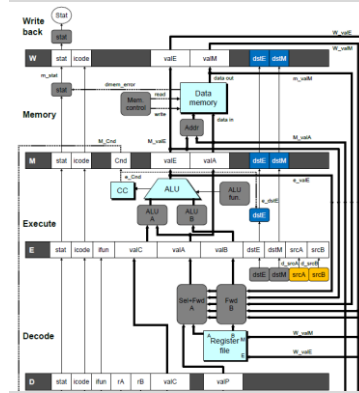 Write
back
Stat
stat
W_valE
W stat icode valE valM dstE dstM
W_valM
m_stat
stat
dmem_error
data out
m_valM
Mem.
control
read
write
Data
memory
Memory
data in
Addr
M_Cnd
M_valE
M_valA
M stat icode Cnd valE valA dstE dstM
e_Cnd
e_valE
CC
ALU
ALU
fun.
e_dstE
Execute
ALU
A
ALU
B
dstE
E stat icode ifun valC valA valB dstE dstM srcA srcB
d_srcA
d_srcB
dstE dstM srcA srcB
Sel+Fwd
A
Fwd
B
Decode
A B M
Register
file
E
W_valM
W_valE
D stat icode ifun rA rB valC valP